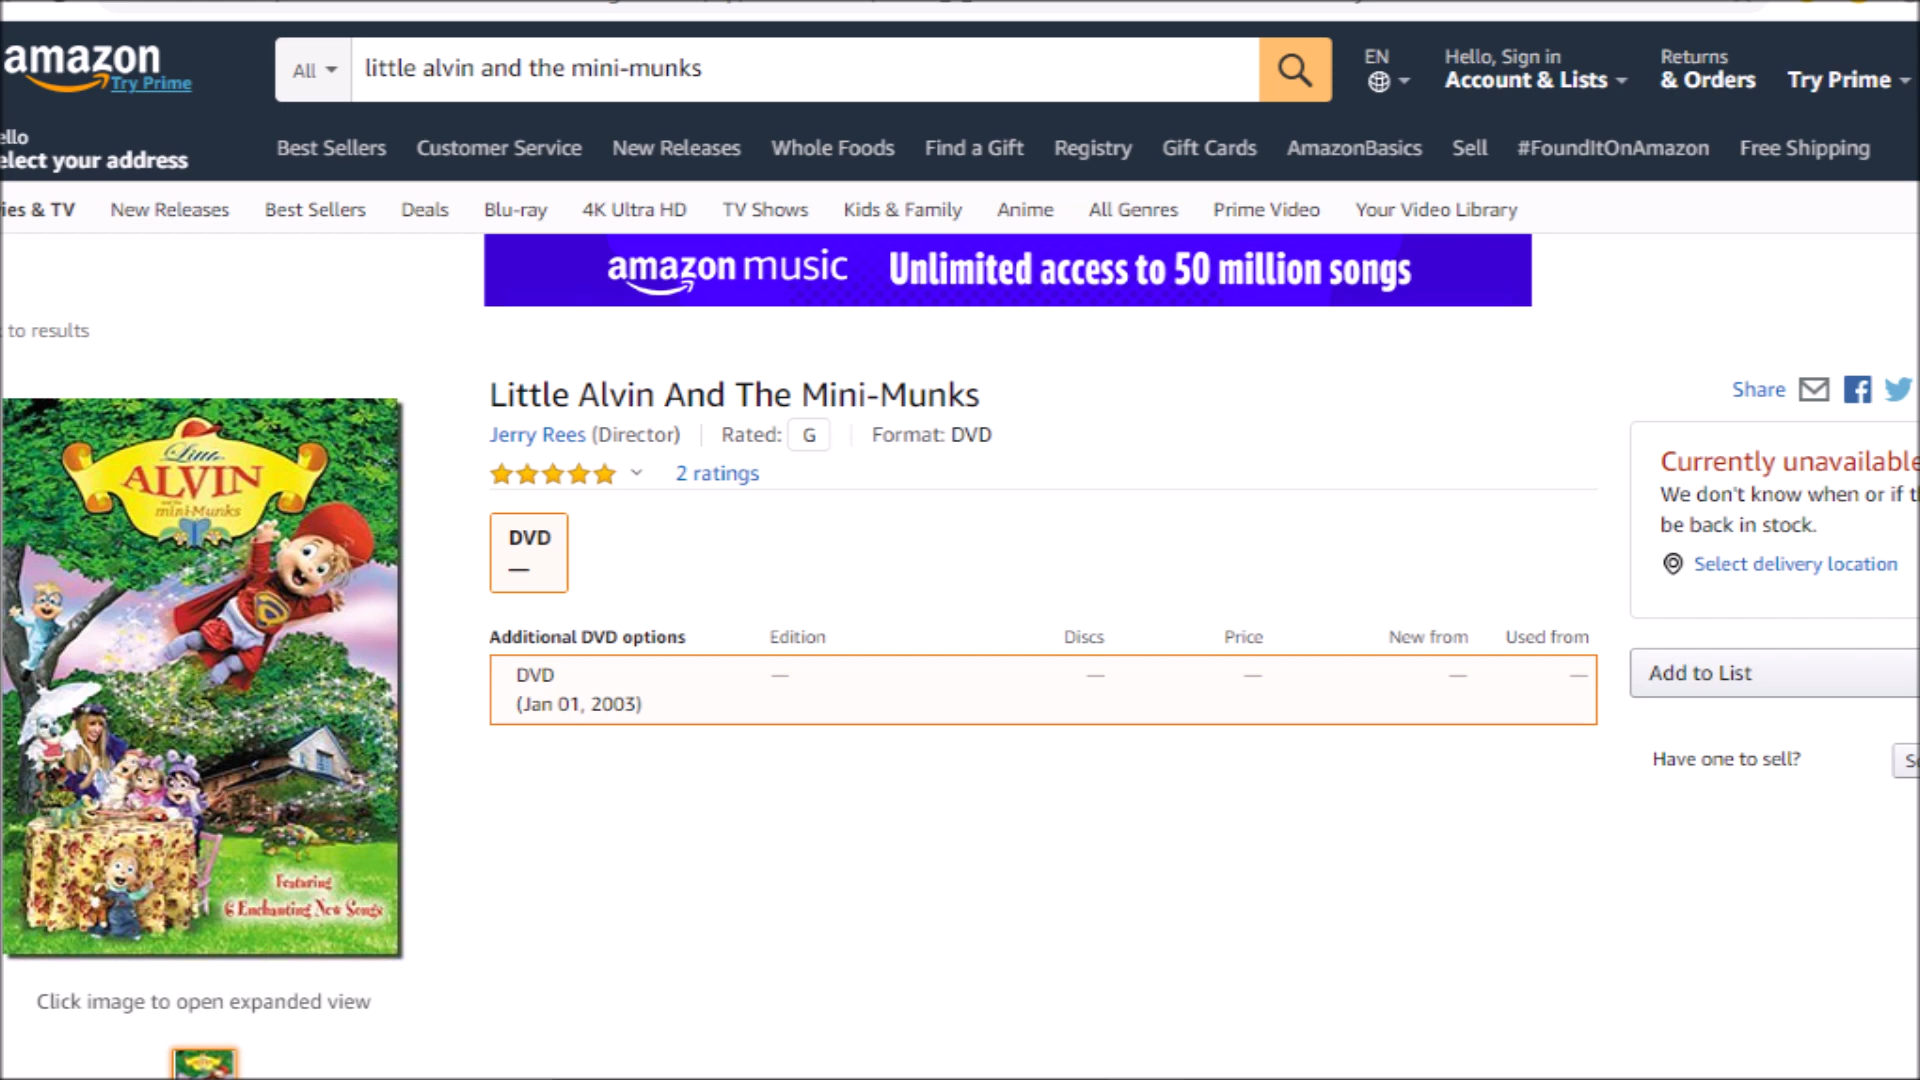 amazon
Try Prime
All
little alvin and the mini-munks
EN
Hello, Sign in
Account & Lists
Returns
& Orders
Try Prime
ello
elect your address
Best Sellers Customer Service New Releases Whole Foods Find a Gift Registry Gift Cards AmazonBasics Sell #FoundItOnAmazon Free Shipping
ies & TV New Releases Best Sellers Deals Blu-ray 4K Ultra HD TV Shows Kids & Family Anime All Genres Prime Video Your Video Library
amazon music Unlimited access to 50 million songs
to results
Little Alvin And The Mini-Munks
Jerry Rees (Director) Rated: G Format: DVD
2 ratings
DVD
—
Additional DVD options Edition Discs Price New from Used from
DVD — — — — —
(Jan 01, 2003)
Share
Currently unavailable
We don't know when or if t
be back in stock.
Select delivery location
Add to List
Have one to sell?
S
Little
ALVIN
and the
mini-Munks
Featuring
6 Enchanting New Songs
Click image to open expanded view